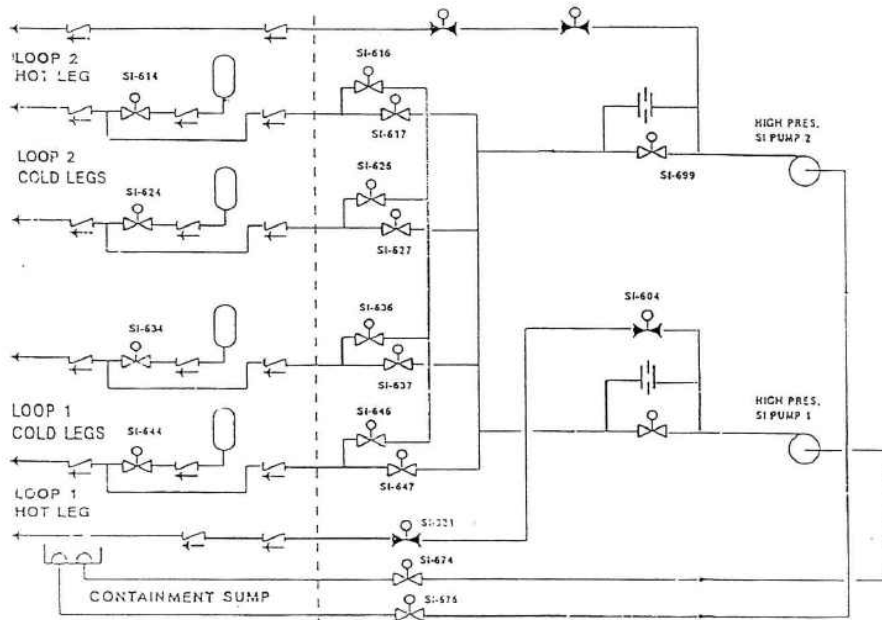 SI-616
LOOP 2
HOT LEG
SI-614
SI-617
HIGH PRES.
SI PUMP 2
LOOP 2
COLD LEGS
SI-626
SI-699
SI-624
SI-627
SI-604
SI-636
SI-634
SI-637
HIGH PRES.
SI PUMP 1
LOOP 1
COLD LEGS
SI-646
SI-644
SI-647
LOOP 1
HOT LEG
SI-674
CONTAINMENT SUMP